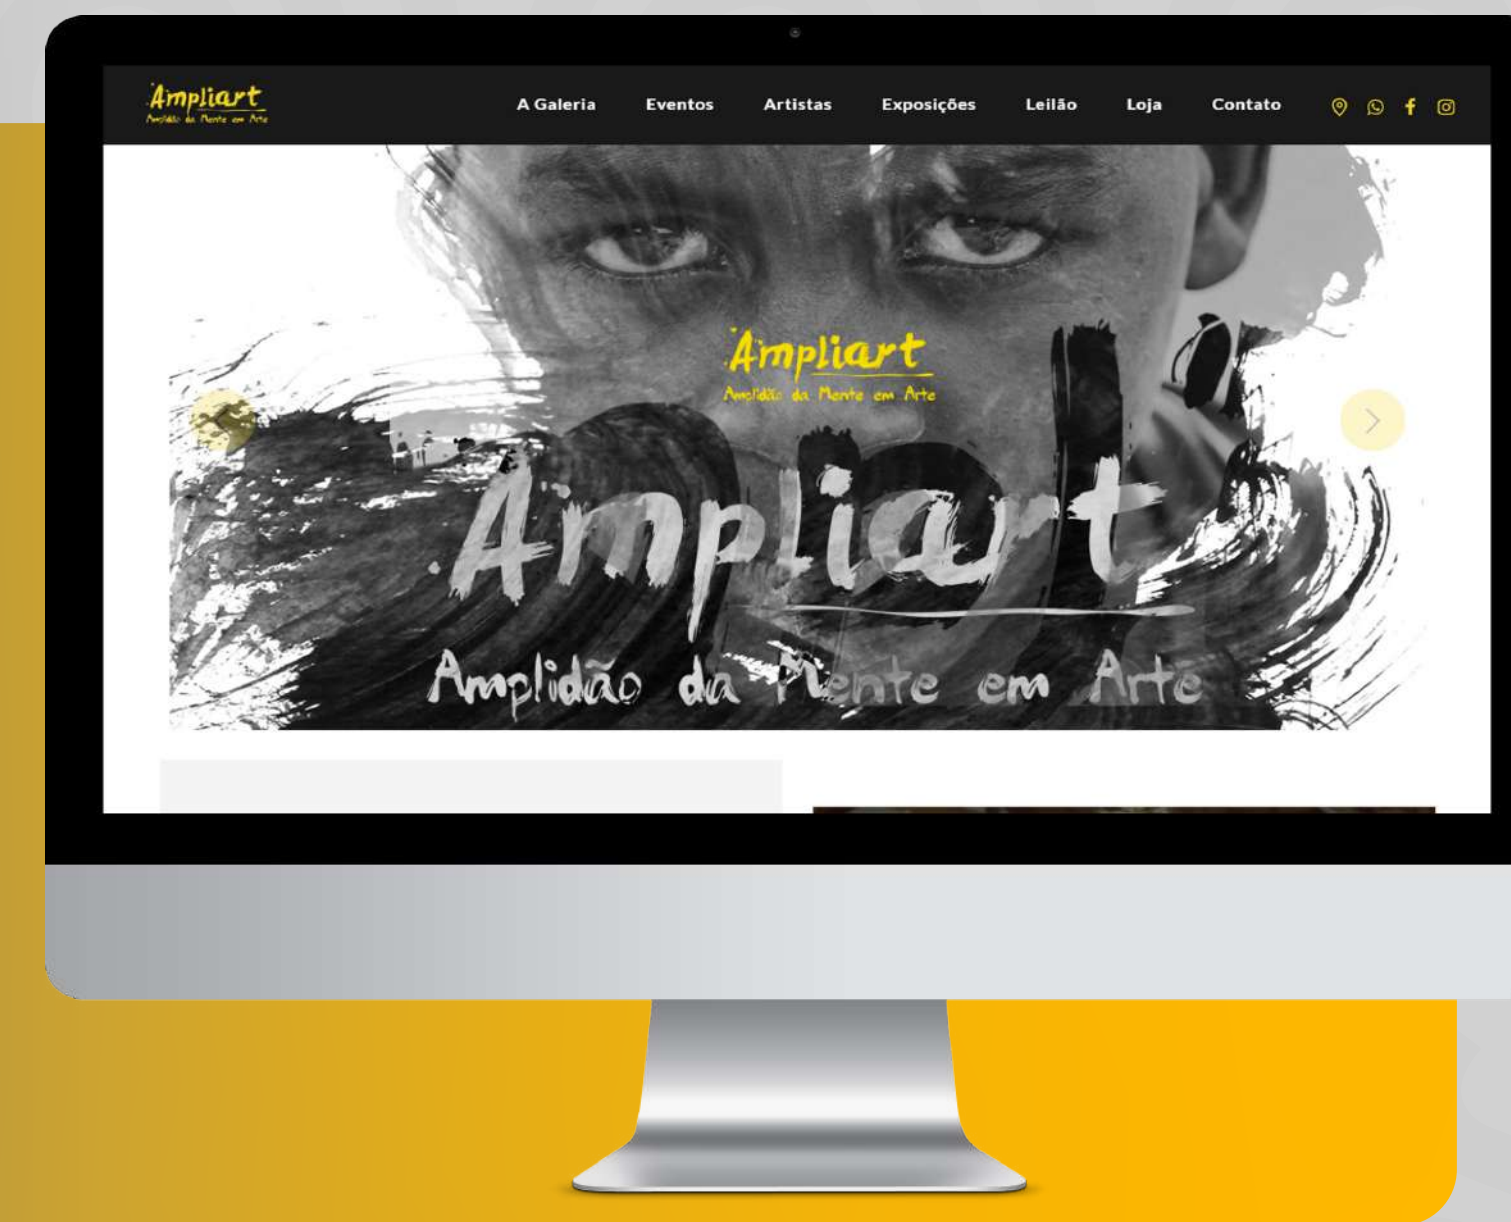 Ampliart
Amplidão da Mente em Arte
A Galeria Eventos Artistas Exposições Leilão Loja Contato
Ampliart
Amplidão da Mente em Arte
Ampliart
Amplidão da Mente em Arte